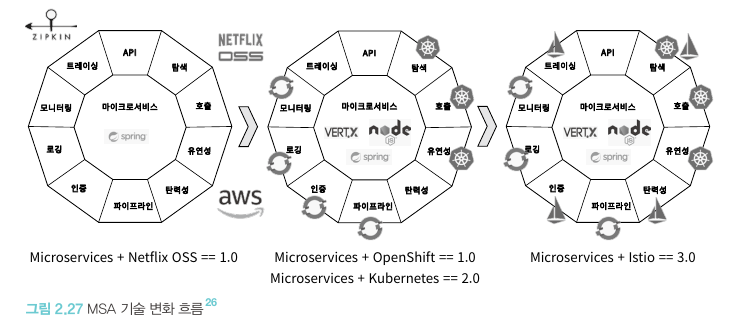 ZIPKIN
NETFLIX
OSS
API
탐색
호출
유연성
탄력성
파이프라인
인증
로깅
모니터링
트레이싱
마이크로서비스
spring
aws
API
탐색
호출
유연성
탄력성
파이프라인
인증
로깅
모니터링
트레이싱
마이크로서비스
VERT.X
node
JS
spring
API
탐색
호출
유연성
탄력성
파이프라인
인증
로깅
모니터링
트레이싱
마이크로서비스
VERT.X
node
JS
spring
Microservices + Netflix OSS == 1.0
Microservices + OpenShift == 1.0
Microservices + Kubernetes == 2.0
Microservices + Istio == 3.0
그림 2.27 MSA 기술 변화 흐름26